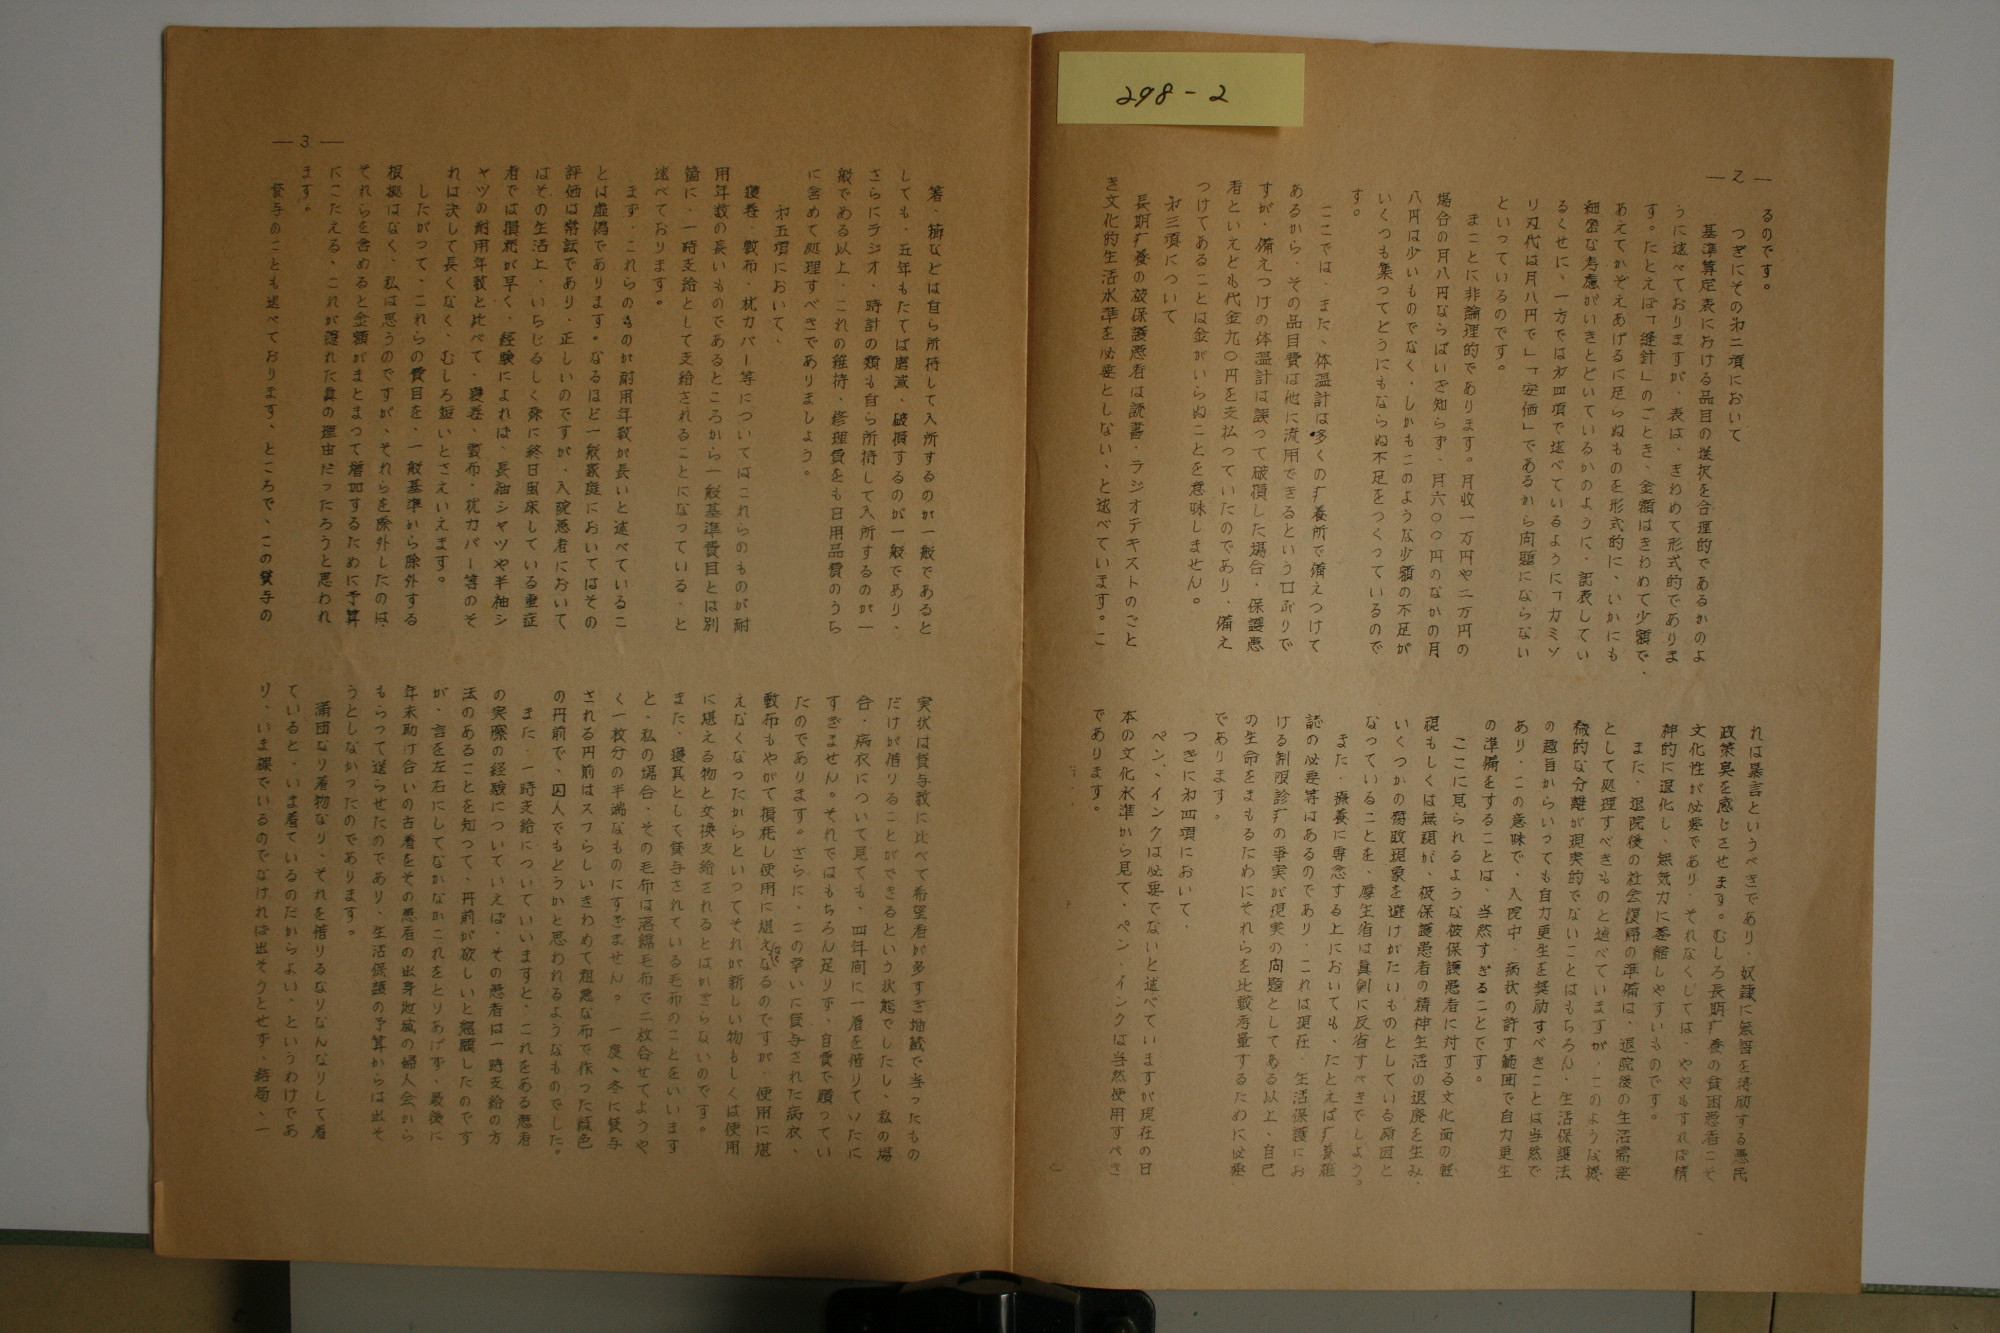 298-2
—2—
るのです。
つぎにその才二項において
基準算定表における品目の選択を合理的であるかのよ
うに述べておりますが、表は、きわめて形式的でありま
す。たとえば「縫針」のごとき、金額はきわめて少額で、
あえてかぞえあげるに足らぬものを形式的に、いかにも
細密な考慮がいきとどいているかのように、計表してい
るくせに、一方では才四項で述べているように「カミソ
リ刃代は月八円で」「安価」であるから問題にならない
といっているのです。
まことに非論理的であります。月收一万円や二万円の
場合の月八円ならばいざ知らず、月六〇〇円のなかの月
八円は少いものでなく、しかもこのような少額の不足が
いくつも集ってどうにもならぬ不足をつくっているので
す。
ここでは、また、体温計は多くの疒養所で備えつけて
あるから、その品目費は他に流用できるという口ぶりで
すが、備えつけの体温計は誤って破損した場合、保護患
者といえども代金九〇円を支払っていたのであり、備え
つけてあることは金がいらぬことを意味しません。
才三項について
長期疒養の被保護患者は読書・ラジオテキストのごと
き文化的生活水準を必要としない、と述べています。こ
れは暴言というべきであり、奴隷に無智を奨励する愚民
政策臭を感じさせます。むしろ長期疒養の貧困患者こそ
文化性が必要であり、それなくしては、ややもすれば精
神的に退化し、無気力に萎縮しやすいものです。
また、退院後の社会復帰の準備は、退院後の生活需要
として処理すべきものと述べていますが、このような機
械的な分離が現実的でないことはもちろん、生活保護法
の趣旨からいっても自力更生を奨励すべきことは当然で
あり、この意味で、入院中、病状の許す範囲で自力更生
の準備をすることは、当然すぎることです。
ここに見られるような被保護患者に対する文化面の軽
視もしくは無視が、被保護患者の精神生活の退廃を生み、
いくつかの腐敗現象を避けがたいものとしている原因と
なっていることを、厚生省は真剣に反省すべきでしよう。
また、療養に専念する上においても、たとえば疒養雑
誌の必要等はあるのであり、これは現在、生活保護にお
ける制限診疒の事実が現実の問題としてある以上、自己
の生命をまもるためにそれらを比較考量するために必要
であります。
つぎに才四項において、
ペン、インクは必要でないと述べていますが現在の日
本の文化水準から見て、ペン、インクは当然使用すべき
であります。
—3—
箸・筋などは自ら所持して入所するのが一般であると
しても、五年もたてば磨滅、破損するのが一般であり、
さらにラジオ、時計の類も自ら所持して入所するのが一
般である以上、これの維持・修理費をも日用品費のうち
に含めて処理すべきでありましょう。
才五項において、
寝巻、敷布、枕カバー等についてはこれらのものが耐
用年数の長いものであるところから一般基準費目とは別
箇に、一時支給として支給されることになっている、と
述べております。
まず、これらのものが耐用年数が長いと述べているこ
とは虚偽であります。なるほど一般家庭においてはその
評価は常識であり、正しいのですが、入院患者において
はその生活上、いちじるしく殊に終日臥床している重症
者では損耗が早く、経験によれば、長袖シャツや半袖シ
ャツの耐用年数と比べて、寝巻、敷布・枕カバー等のそ
れは決して長くなく、むしろ短いとさえいえます。
したがって、これらの費目を、一般基準から除外する
根拠はなく、私は思うのですが、それらを除外したのは、
それらを含めると金額がまとまって増加するために予算
にこたえる、これが隠れた真の理由だったろうと思われ
ます。
貸与のことも述べております、ところで、この貸与の
実状は貸与数に比べて希望者が多すぎ抽籤で当ったもの
だけが借りることができるという状態でしたし、私の場
合、病衣について見ても、四年間に一着を借りていたに
すぎません。それではもちろん足りず、自費で購ってい
たのであります。さらに、この幸いに貸与された病衣、
敷布もやがて損耗し使用に堪えなくなるのですが、使用に堪
えなくなったからといってそれが新しい物もしくは使用
に堪える物と交換支給されるとはかぎらないのです。
また、寝具として貸与されている毛布のことをいいます
と、私の場合、その毛布は落綿毛布で二枚合せてようや
く一枚分の半端なものにすぎません。一度、冬に貸与
される丹前はスフらしいきわめて粗悪な布で作った鼠色
の丹前で、囚人でもどうかと思われるようなものでした。
また、一時支給についていいますと、これをある患者
の実際の経験についていえば、その患者は一時支給の方
法のあることを知って、丹前が欲しいと懇願したのです
が、言を左右にしてなかなかこれをとりあげず、最後に
年末助け合いの古着をその患者の出身地区の婦人会から
もらって送らせたのであり、生活保護の予算からは出そ
うとしなかったのであります。
蒲団なり着物なり、それを借りるなりなんなりして着
ていると、いま着ているのだからよい、というわけであ
り、いま裸でいるのでなければ出そうとせず、結局、一